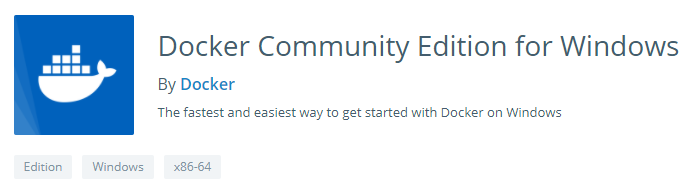 Docker Community Edition for Windows
By Docker
The fastest and easiest way to get started with Docker on Windows
Edition Windows x86-64